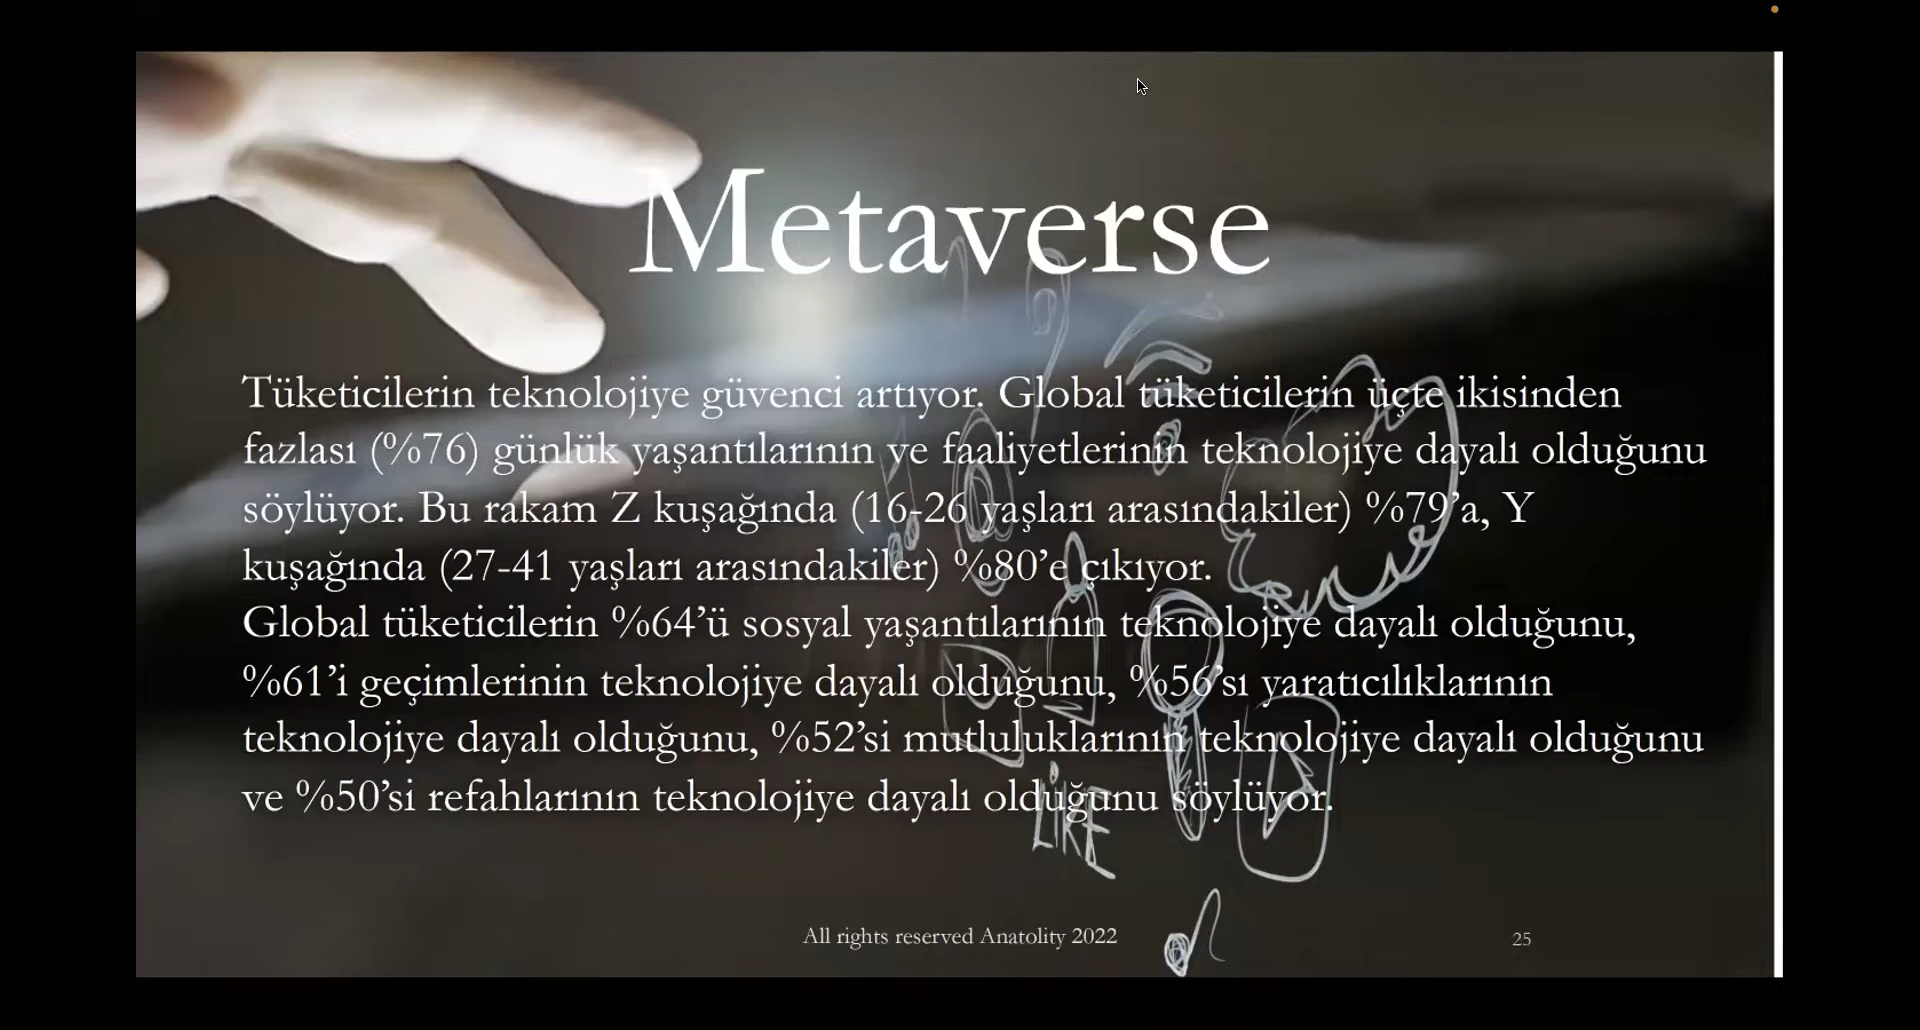 Metaverse
Tüketicilerin teknolojiye güvenci artıyor. Global tüketicilerin üçte ikisinden
fazlası (%76) günlük yaşantılarının ve faaliyetlerinin teknolojiye dayalı olduğunu
söylüyor. Bu rakam Z kuşağında (16-26 yaşları arasındakiler) %79’a, Y
kuşağında (27-41 yaşları arasındakiler) %80’e çıkıyor.
Global tüketicilerin %64’ü sosyal yaşantılarının teknolojiye dayalı olduğunu,
%61’i geçimlerinin teknolojiye dayalı olduğunu, %56’sı yaratıcılıklarının
teknolojiye dayalı olduğunu, %52’si mutluluklarının teknolojiye dayalı olduğunu
ve %50’si refahlarının teknolojiye dayalı olduğunu söylüyor.
LIKE
All rights reserved Anatolity 2022
25